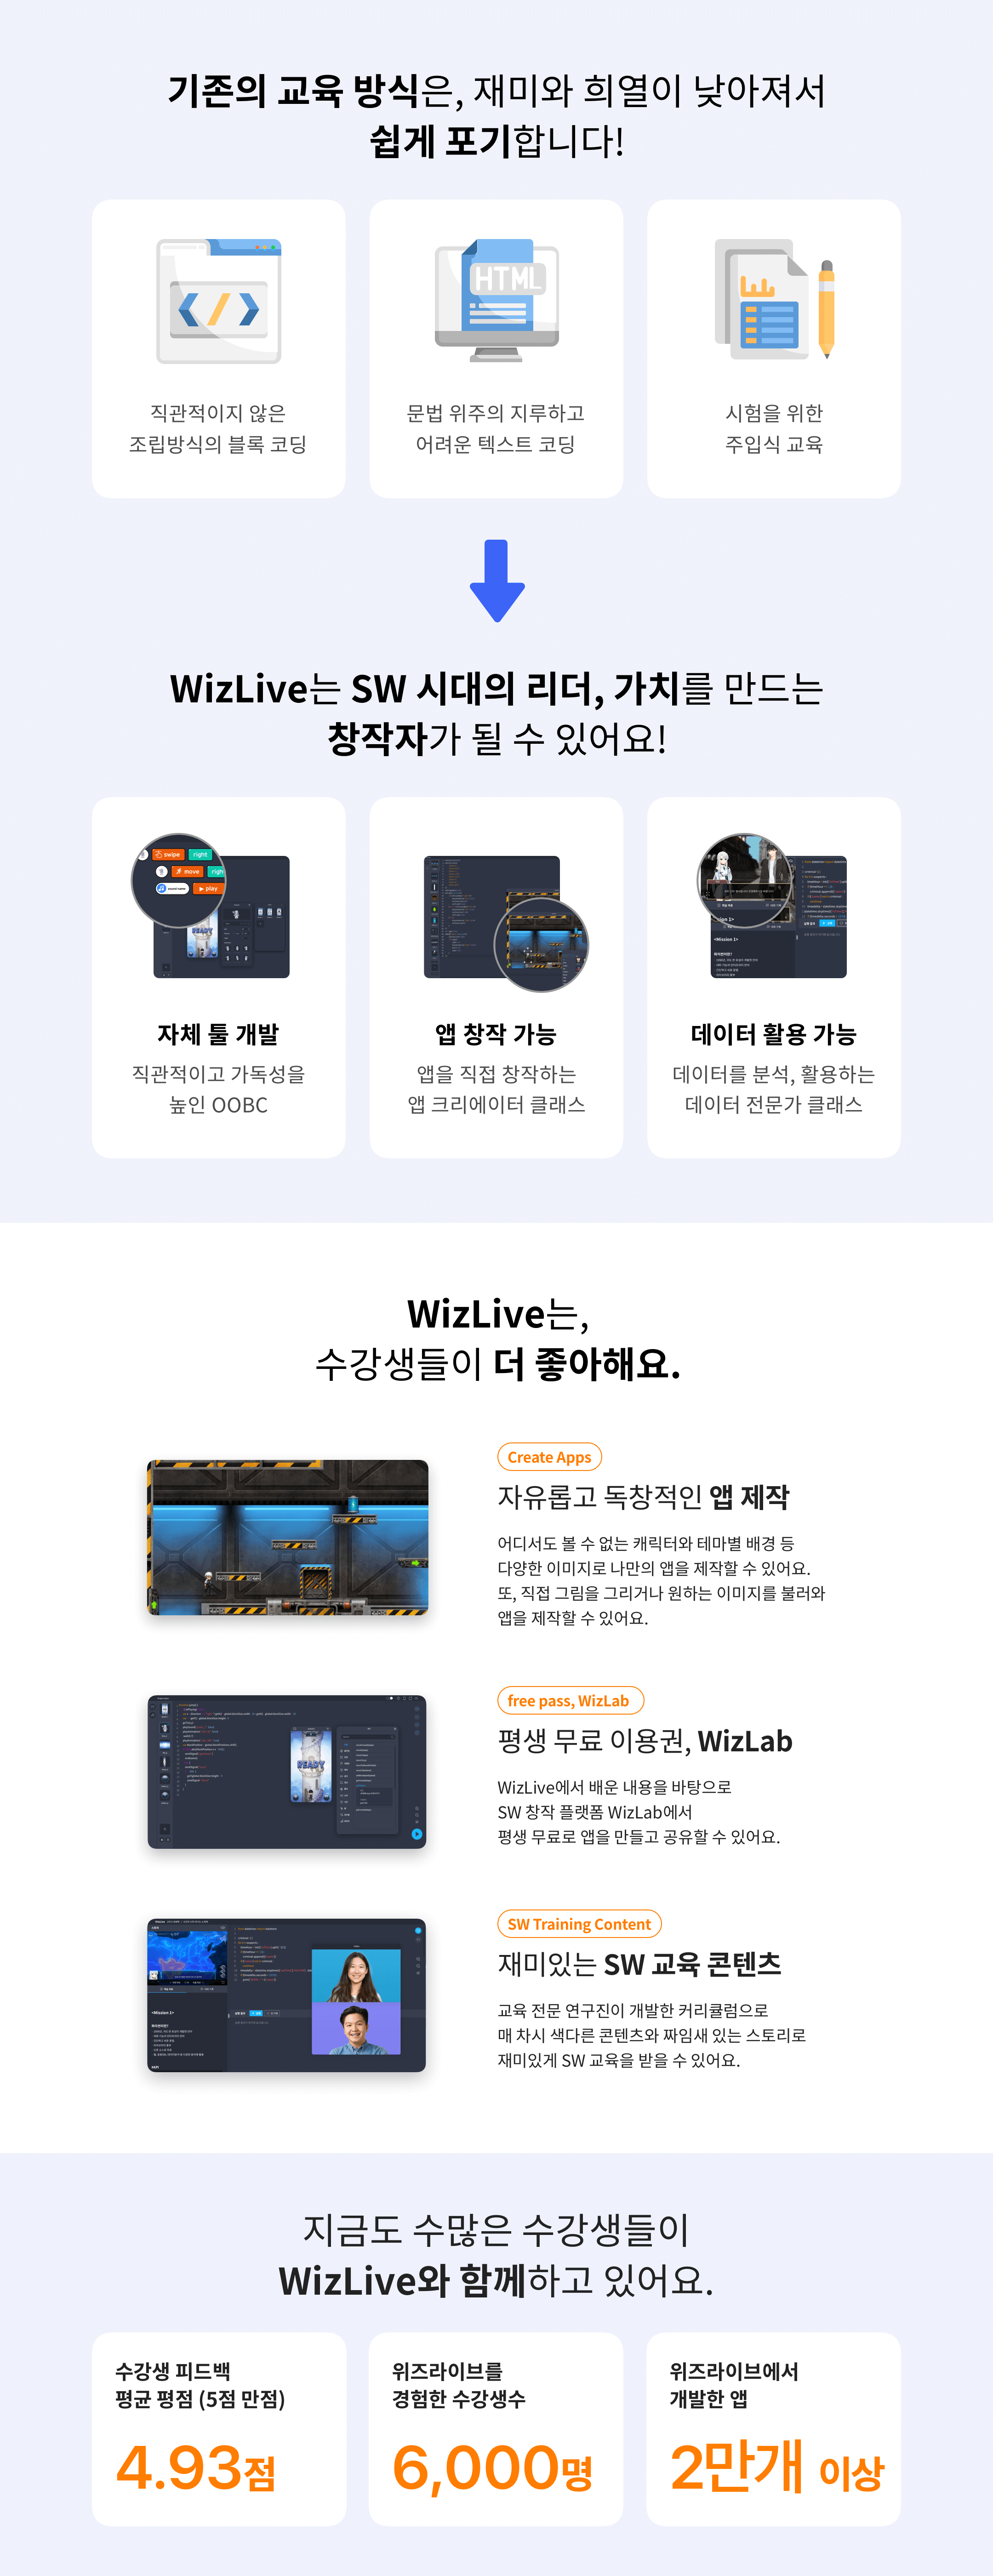 기존의 교육 방식은, 재미와 희열이 낮아져서
쉽게 포기합니다!
HTML
직관적이지 않은
조립방식의 블록 코딩
문법 위주의 지루하고
어려운 텍스트 코딩
시험을 위한
주입식 교육
WizLive는 SW 시대의 리더, 가치를 만드는
창작자가 될 수 있어요!
swipe right
move righ
play
READY
<Mission 1>
자체 툴 개발
직관적이고 가독성을
높인 OOBC
앱 창작 가능
앱을 직접 창작하는
앱 크리에이터 클래스
데이터 활용 가능
데이터를 분석, 활용하는
데이터 전문가 클래스
WizLive는,
수강생들이 더 좋아해요.
Create Apps
자유롭고 독창적인 앱 제작
어디서도 볼 수 없는 캐릭터와 테마별 배경 등
다양한 이미지로 나만의 앱을 제작할 수 있어요.
또, 직접 그림을 그리거나 원하는 이미지를 불러와
앱을 제작할 수 있어요.
READY
free pass, WizLab
평생 무료 이용권, WizLab
WizLive에서 배운 내용을 바탕으로
SW 창작 플랫폼 WizLab에서
평생 무료로 앱을 만들고 공유할 수 있어요.
<Mission 1>
SW Training Content
재미있는 SW 교육 콘텐츠
교육 전문 연구진이 개발한 커리큘럼으로
매 차시 색다른 콘텐츠와 짜임새 있는 스토리로
재미있게 SW 교육을 받을 수 있어요.
지금도 수많은 수강생들이
WizLive와 함께하고 있어요.
수강생 피드백
평균 평점 (5점 만점)
4.93점
위즈라이브를
경험한 수강생수
6,000명
위즈라이브에서
개발한 앱
2만개 이상